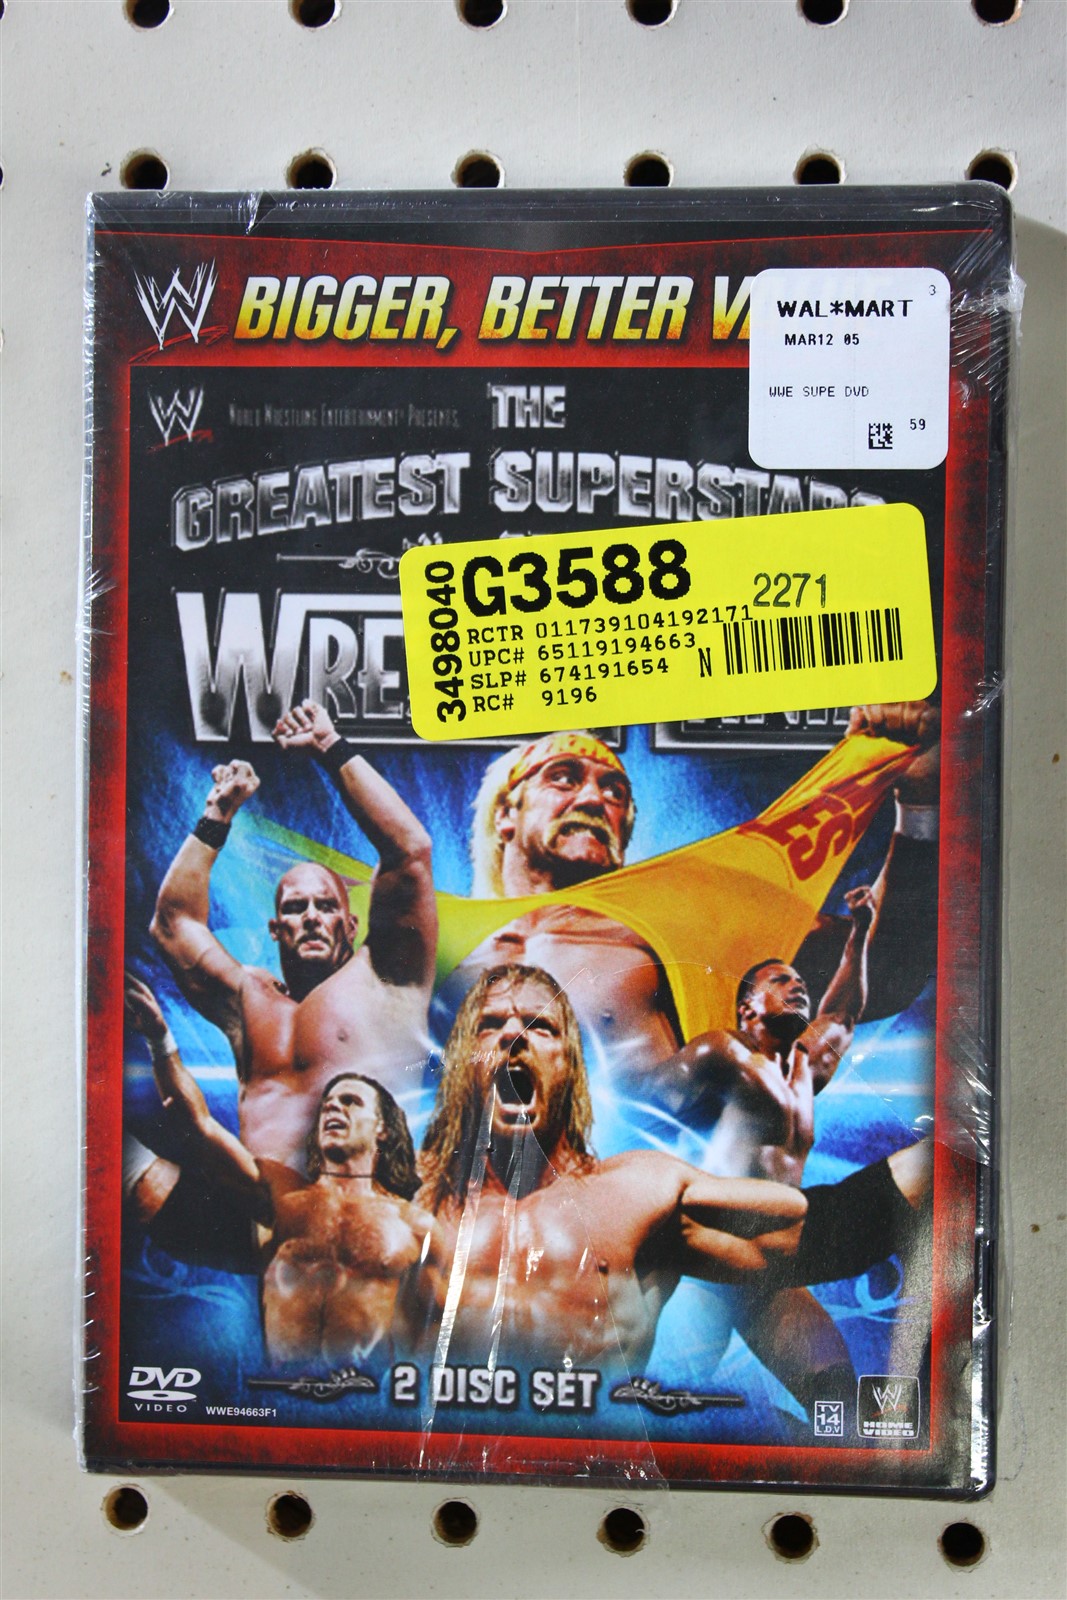 BIGGER, BETTER
WAL*MART
3
MAR12 05
WWE SUPE DVD
59
W
WORLD WRESTLING ENTERTAINMENT PRESENTS
THE
GREATEST SUPERSTARS
3498040
G3588
2271
RCTR 011739104192171
UPC# 65119194663
SLP# 674191654
N
RC# 9196
DVD
VIDEO
WWE94663F1
2 DISC SET
TV
14
L,D,V
W
HOME
VIDEO